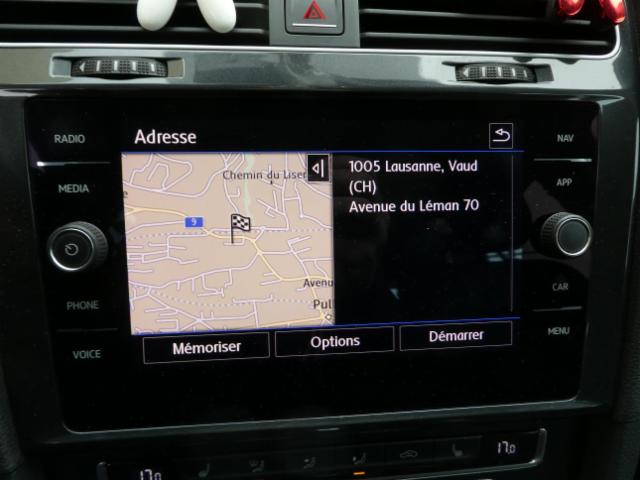 RADIO
MEDIA
PHONE
VOICE
Adresse
Chemin du Liser
9
Avenu
Pul
1005 Lausanne, Vaud
(CH)
Avenue du Léman 70
Mémoriser
Options
Démarrer
NAV
APP
CAR
MENU
17.0
17.0